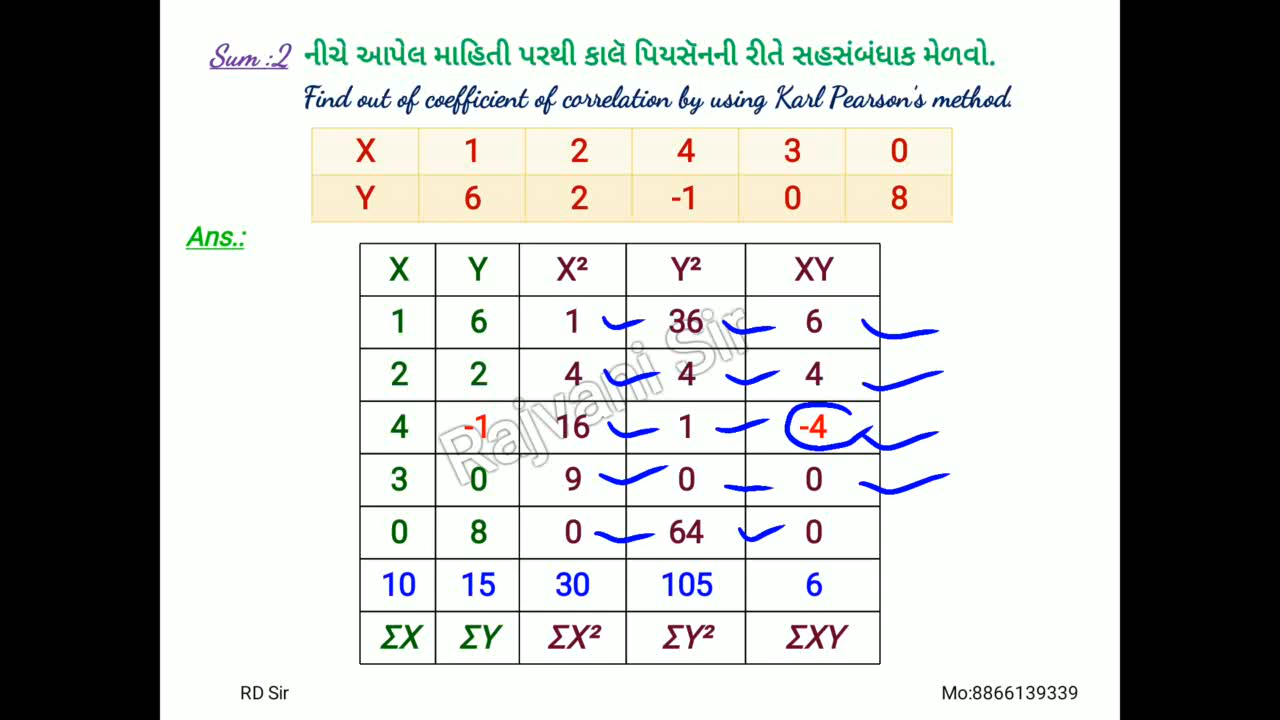 Sum :2 નીચે આપેલ માહિતી પરથી કાર્લ પિયર્સનની રીતે સહસંબંધાક મેળવો.
Find out of coefficient of correlation by using Karl Pearson's method.
X 1 2 4 3 0
Y 6 2 -1 0 8
Ans.:
X Y X² Y² XY
1 6 1 36 6
2 2 4 4 4
4 -1 16 1 -4
3 0 9 0 0
0 8 0 64 0
10 15 30 105 6
ΣX ΣY ΣX² ΣY² ΣXY
Rajvani Sir
RD Sir Mo:8866139339